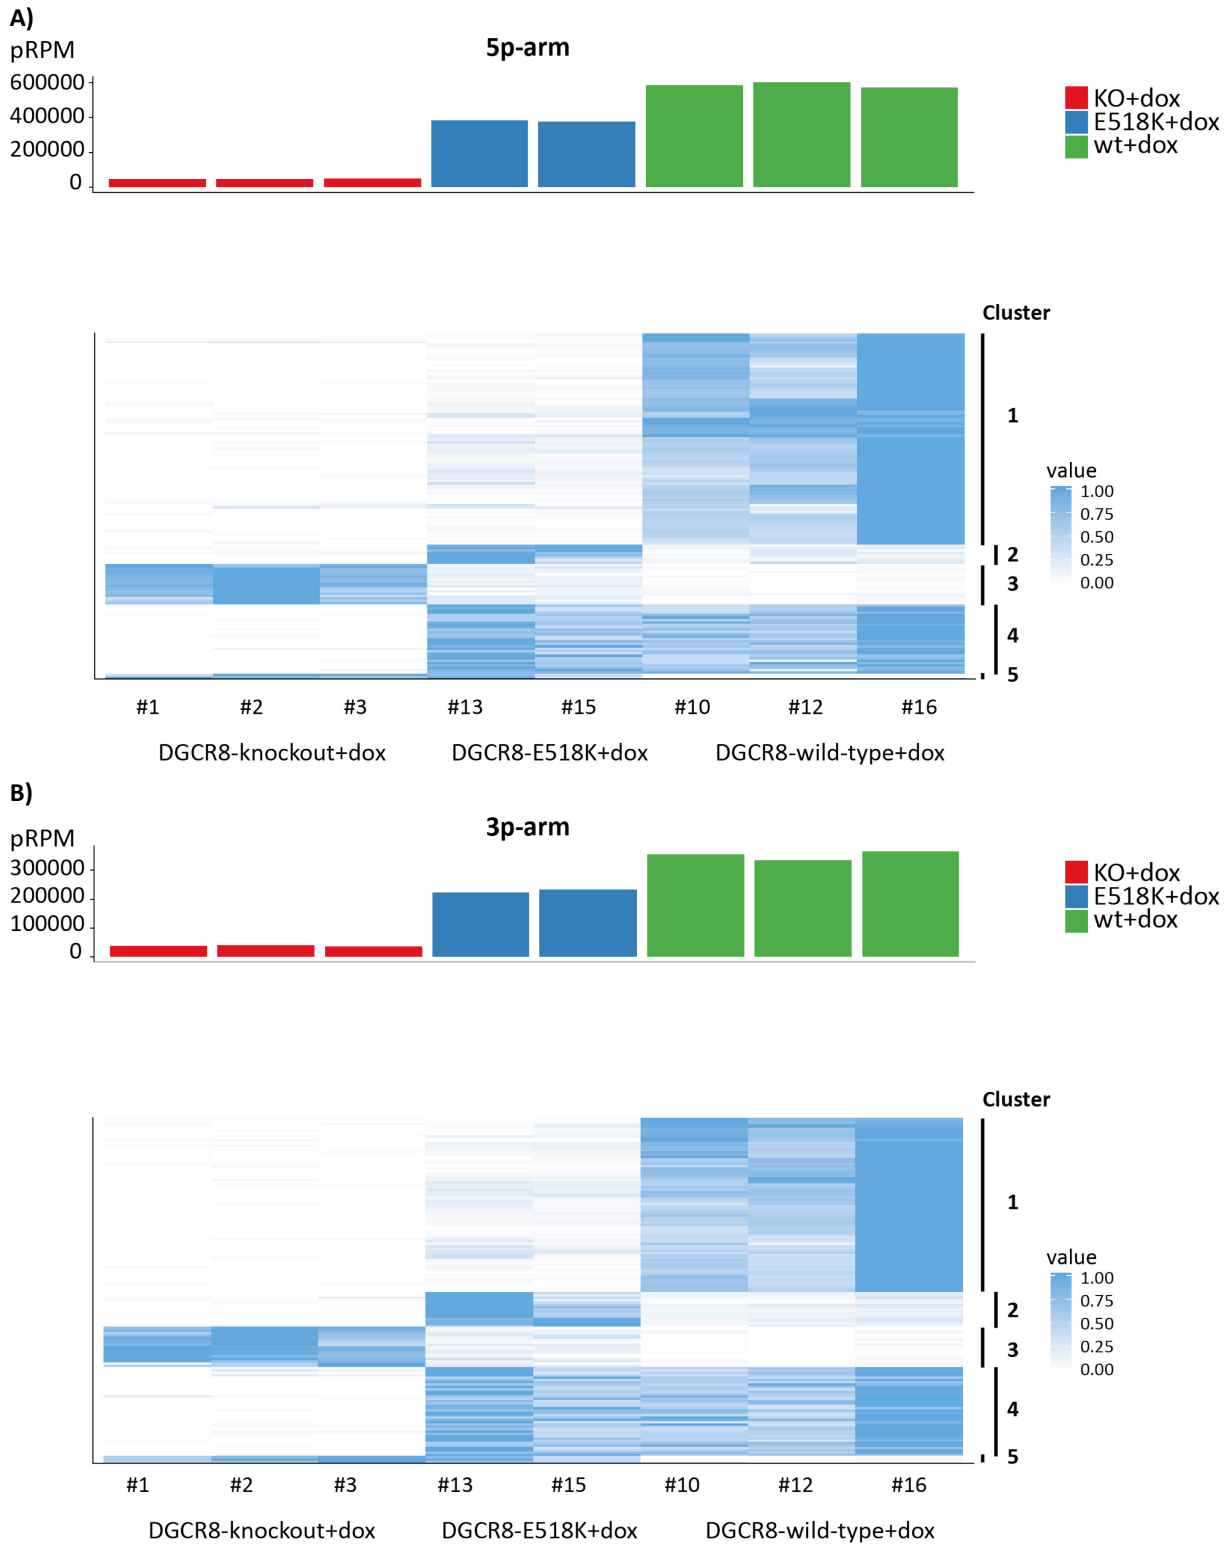 A)
pRPM
5p-arm
600000
400000
200000
0
KO+dox
E518K+dox
wt+dox
Cluster
1
2
3
4
5
value
1.00
0.75
0.50
0.25
0.00
#1 #2 #3 #13 #15 #10 #12 #16
DGCR8-knockout+dox DGCR8-E518K+dox DGCR8-wild-type+dox
B)
pRPM
3p-arm
300000
200000
100000
0
KO+dox
E518K+dox
wt+dox
Cluster
1
2
3
4
5
value
1.00
0.75
0.50
0.25
0.00
#1 #2 #3 #13 #15 #10 #12 #16
DGCR8-knockout+dox DGCR8-E518K+dox DGCR8-wild-type+dox